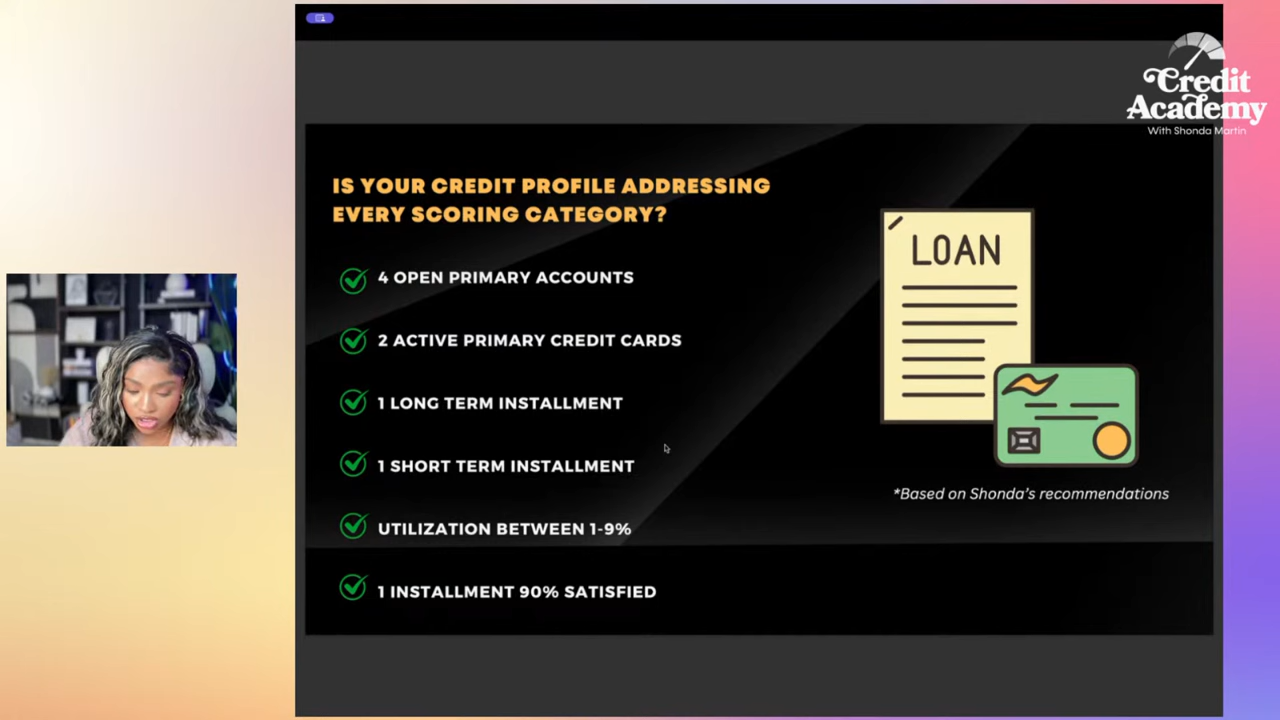 Credit
Academy
With Shonda Martin
IS YOUR CREDIT PROFILE ADDRESSING
EVERY SCORING CATEGORY?
4 OPEN PRIMARY ACCOUNTS
2 ACTIVE PRIMARY CREDIT CARDS
1 LONG TERM INSTALLMENT
1 SHORT TERM INSTALLMENT
UTILIZATION BETWEEN 1-9%
1 INSTALLMENT 90% SATISFIED
LOAN
*Based on Shonda's recommendations